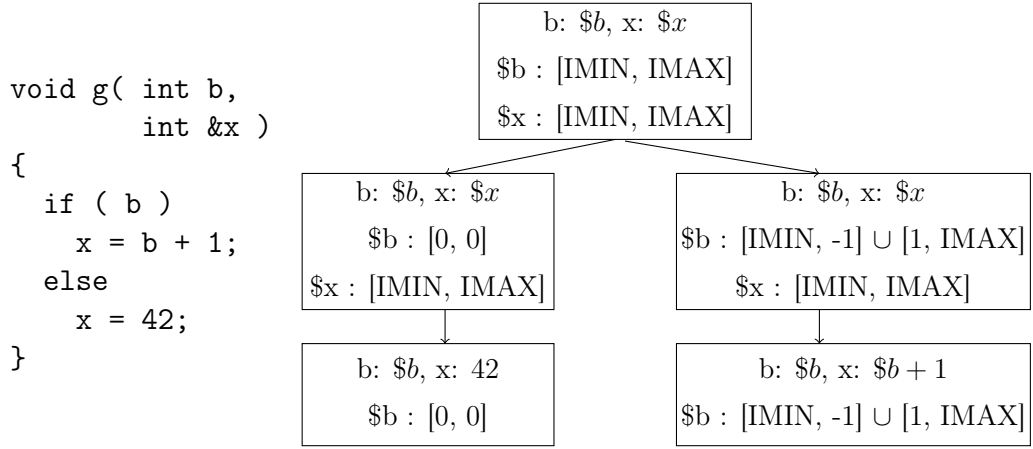 void g( int b,
        int &x )
{
  if ( b )
    x = b + 1;
  else
    x = 42;
}
b: $b, x: $x
$b : [IMIN, IMAX]
$x : [IMIN, IMAX]
b: $b, x: $x
$b : [0, 0]
$x : [IMIN, IMAX]
b: $b, x: $x
$b : [IMIN, -1] ∪ [1, IMAX]
$x : [IMIN, IMAX]
b: $b, x: 42
$b : [0, 0]
b: $b, x: $b + 1
$b : [IMIN, -1] ∪ [1, IMAX]